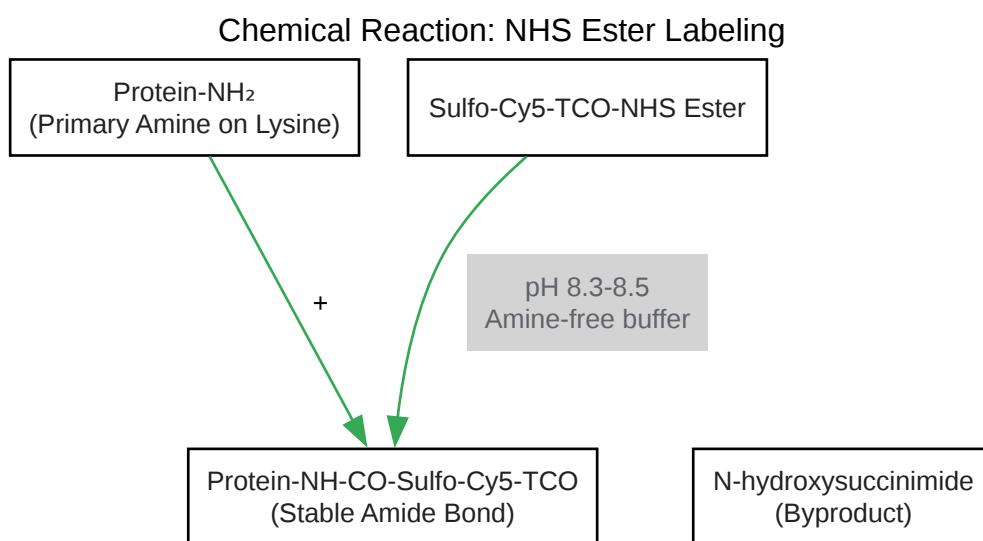 Chemical Reaction: NHS Ester Labeling
Protein-NH₂
(Primary Amine on Lysine)
Sulfo-Cy5-TCO-NHS Ester
+
pH 8.3-8.5
Amine-free buffer
Protein-NH-CO-Sulfo-Cy5-TCO
(Stable Amide Bond)
N-hydroxysuccinimide
(Byproduct)